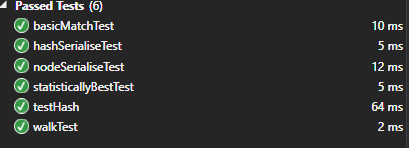 Passed Tests (6)
basicMatchTest 10 ms
hashSerialiseTest 5 ms
nodeSerialiseTest 12 ms
statisticallyBestTest 5 ms
testHash 64 ms
walkTest 2 ms